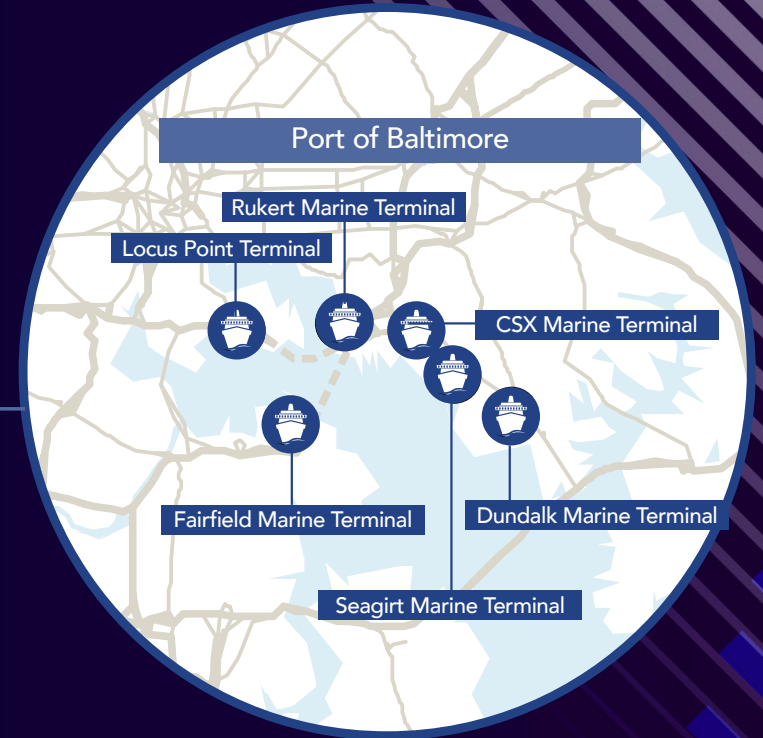 Port of Baltimore
Rukert Marine Terminal
Locus Point Terminal
CSX Marine Terminal
Fairfield Marine Terminal
Dundalk Marine Terminal
Seagirt Marine Terminal